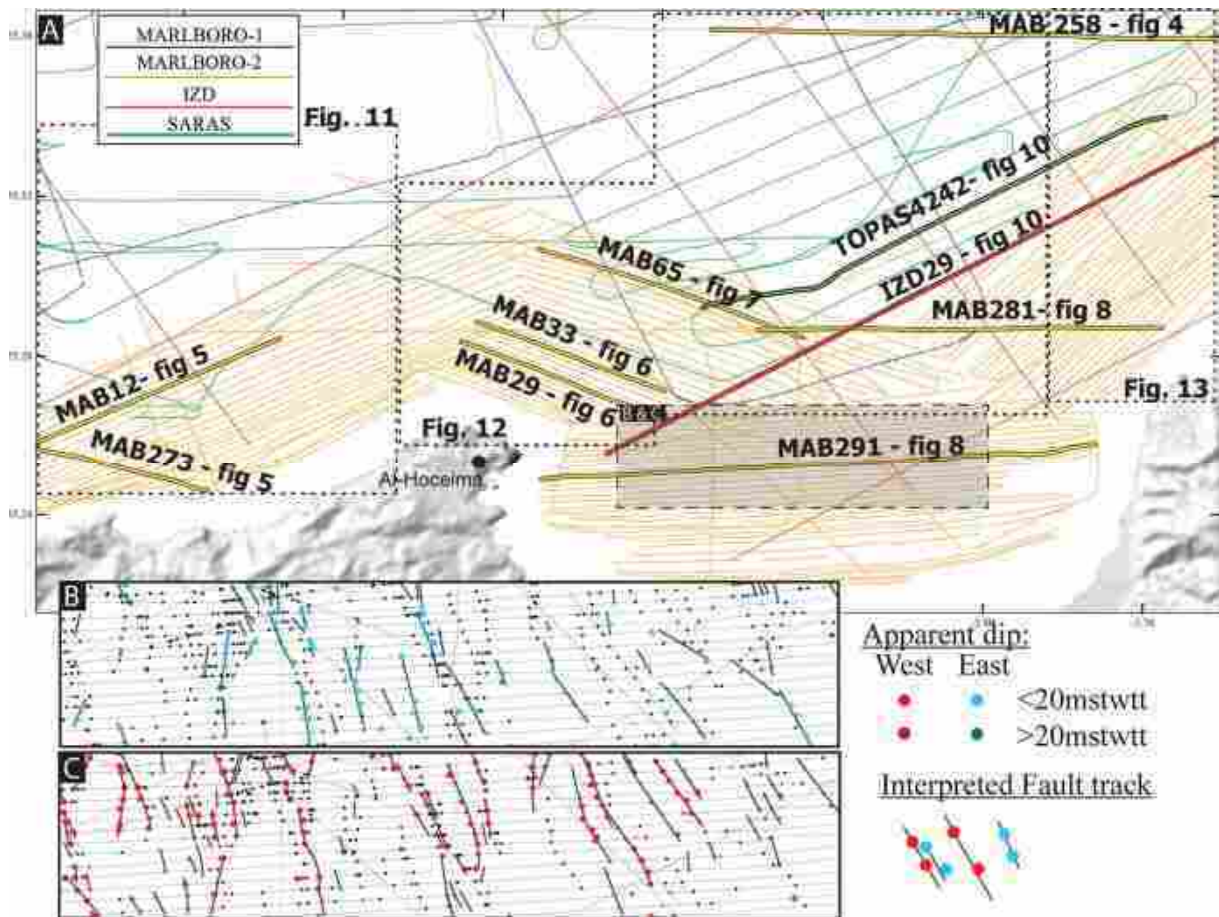 A
MARLBORO-1
MARLBORO-2
IZD
SARAS
Fig. 11
MAB 258 - fig 4
TOPAS4242- fig 10
IZD29 - fig 10
MAB65 - fig 7
MAB281- fig 8
MAB33 - fig 6
MAB29 - fig 6
MAB12- fig 5
MAB273 - fig 5
B &
Fig. 12
Fig. 13
MAB291 - fig 8
Al-Hoceima
B
Apparent dip:
West East
<20mstwtt
>20mstwtt
C
Interpreted Fault track